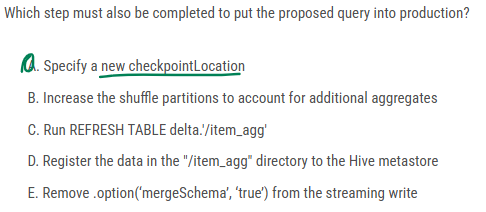 Which step must also be completed to put the proposed query into production?
A. Specify a new checkpointLocation
B. Increase the shuffle partitions to account for additional aggregates
C. Run REFRESH TABLE delta.'/item_agg'
D. Register the data in the "/item_agg" directory to the Hive metastore
E. Remove .option('mergeSchema', 'true') from the streaming write